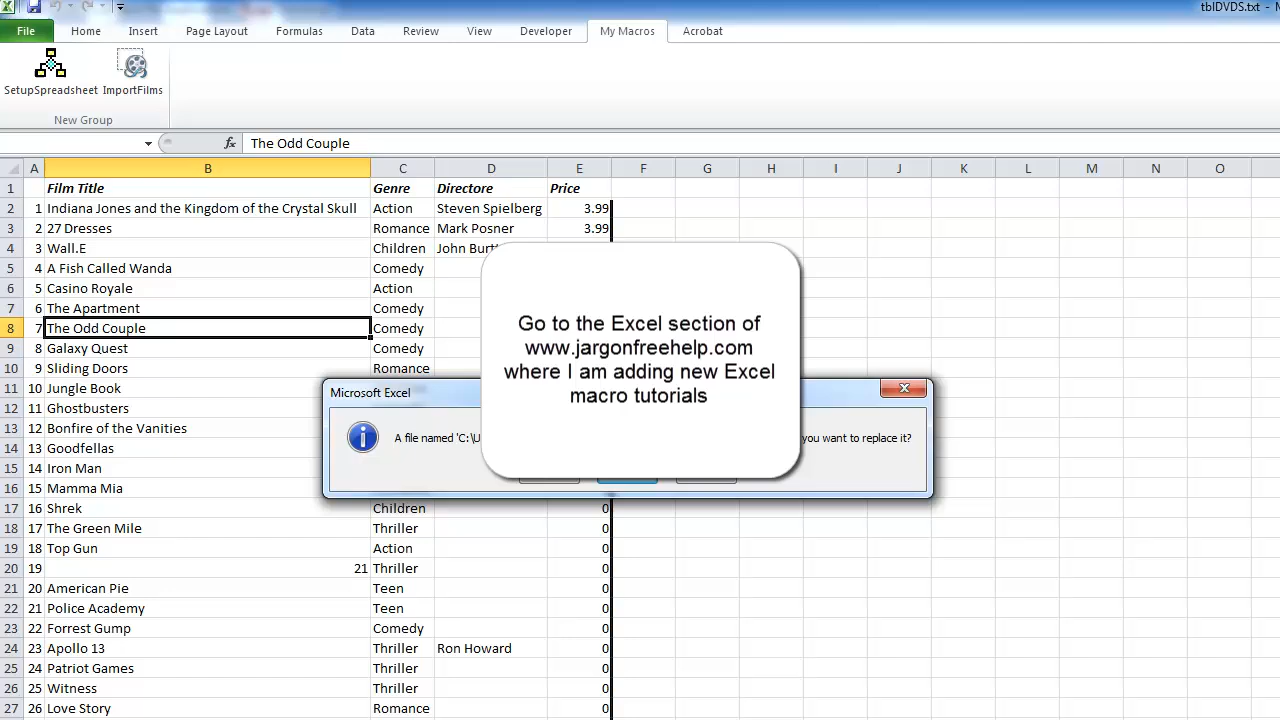 tblDVDS.txt - M
File Home Insert Page Layout Formulas Data Review View Developer My Macros Acrobat
SetupSpreadsheet ImportFilms
New Group
fx The Odd Couple
A B C D E F G H I J K L M N O
1 Film Title Genre Directore Price
2 1 Indiana Jones and the Kingdom of the Crystal Skull Action Steven Spielberg 3.99
3 2 27 Dresses Romance Mark Posner 3.99
4 3 Wall.E Children John Burtt
5 4 A Fish Called Wanda Comedy
6 5 Casino Royale Action
7 6 The Apartment Comedy
8 7 The Odd Couple Comedy
9 8 Galaxy Quest Comedy
10 9 Sliding Doors Romance
11 10 Jungle Book
12 11 Ghostbusters
13 12 Bonfire of the Vanities
14 13 Goodfellas
15 14 Iron Man
16 15 Mamma Mia
17 16 Shrek Children 0
18 17 The Green Mile Thriller 0
19 18 Top Gun Action 0
20 19 21 Thriller 0
21 20 American Pie Teen 0
22 21 Police Academy Teen 0
23 22 Forrest Gump Comedy 0
24 23 Apollo 13 Thriller Ron Howard 0
25 24 Patriot Games Thriller 0
26 25 Witness Thriller 0
27 26 Love Story Romance 0
Microsoft Excel
A file named 'C:\U you want to replace it?
Go to the Excel section of
www.jargonfreehelp.com
where I am adding new Excel
macro tutorials